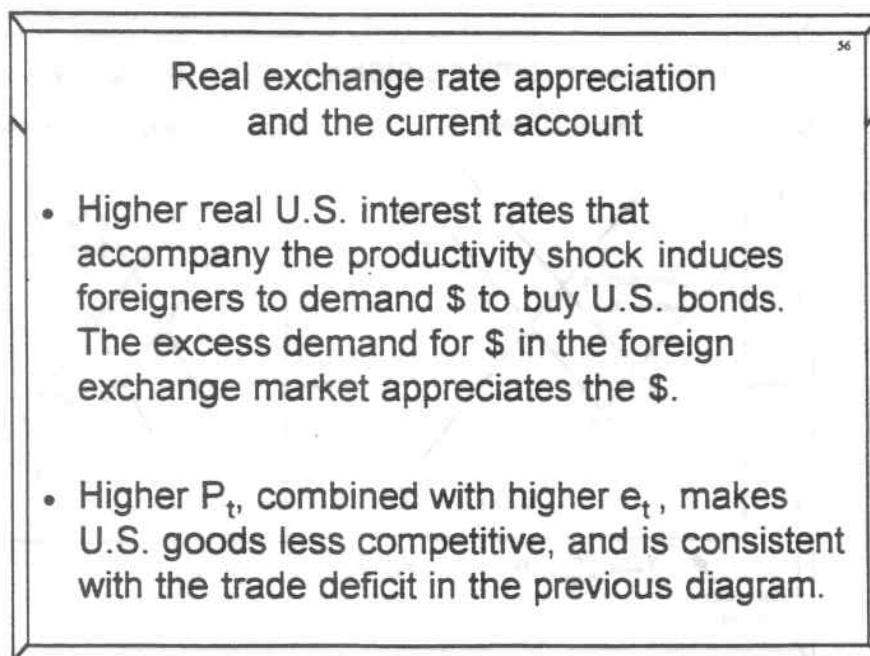 56
Real exchange rate appreciation
and the current account
• Higher real U.S. interest rates that
accompany the productivity shock induces
foreigners to demand $ to buy U.S. bonds.
The excess demand for $ in the foreign
exchange market appreciates the $.
• Higher Pₜ, combined with higher eₜ , makes
U.S. goods less competitive, and is consistent
with the trade deficit in the previous diagram.